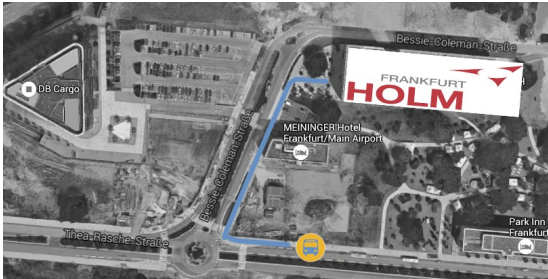 Bessie-Coleman-Straße
FRANKFURT
HOLM
DB Cargo
MEININGER Hotel
Frankfurt/Main Airport
Bessie-Coleman-Straße
Thea-Rasche-Straße
Park Inn
Frankfurt